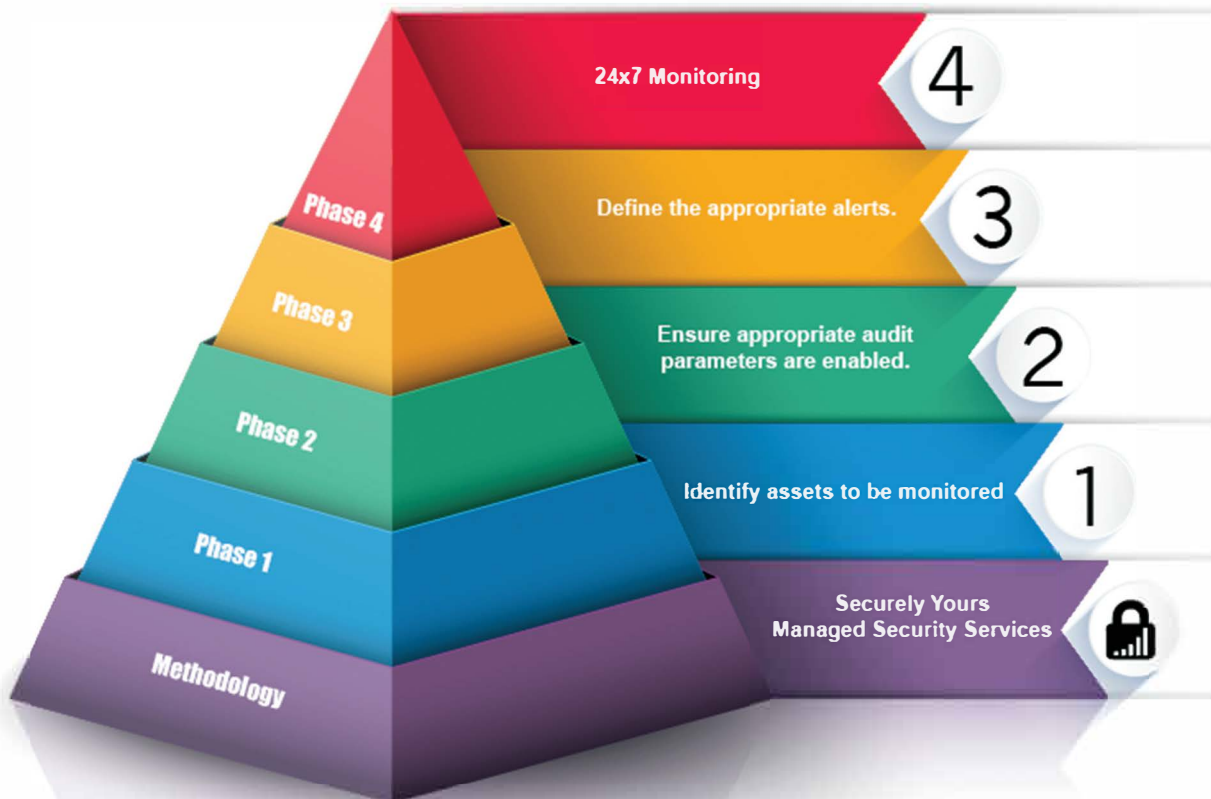 24x7 Monitoring
4
Phase 4
Define the appropriate alerts.
3
Phase 3
Ensure appropriate audit
parameters are enabled.
2
Phase 2
Identify assets to be monitored
1
Phase 1
Securely Yours
Managed Security Services
Methodology